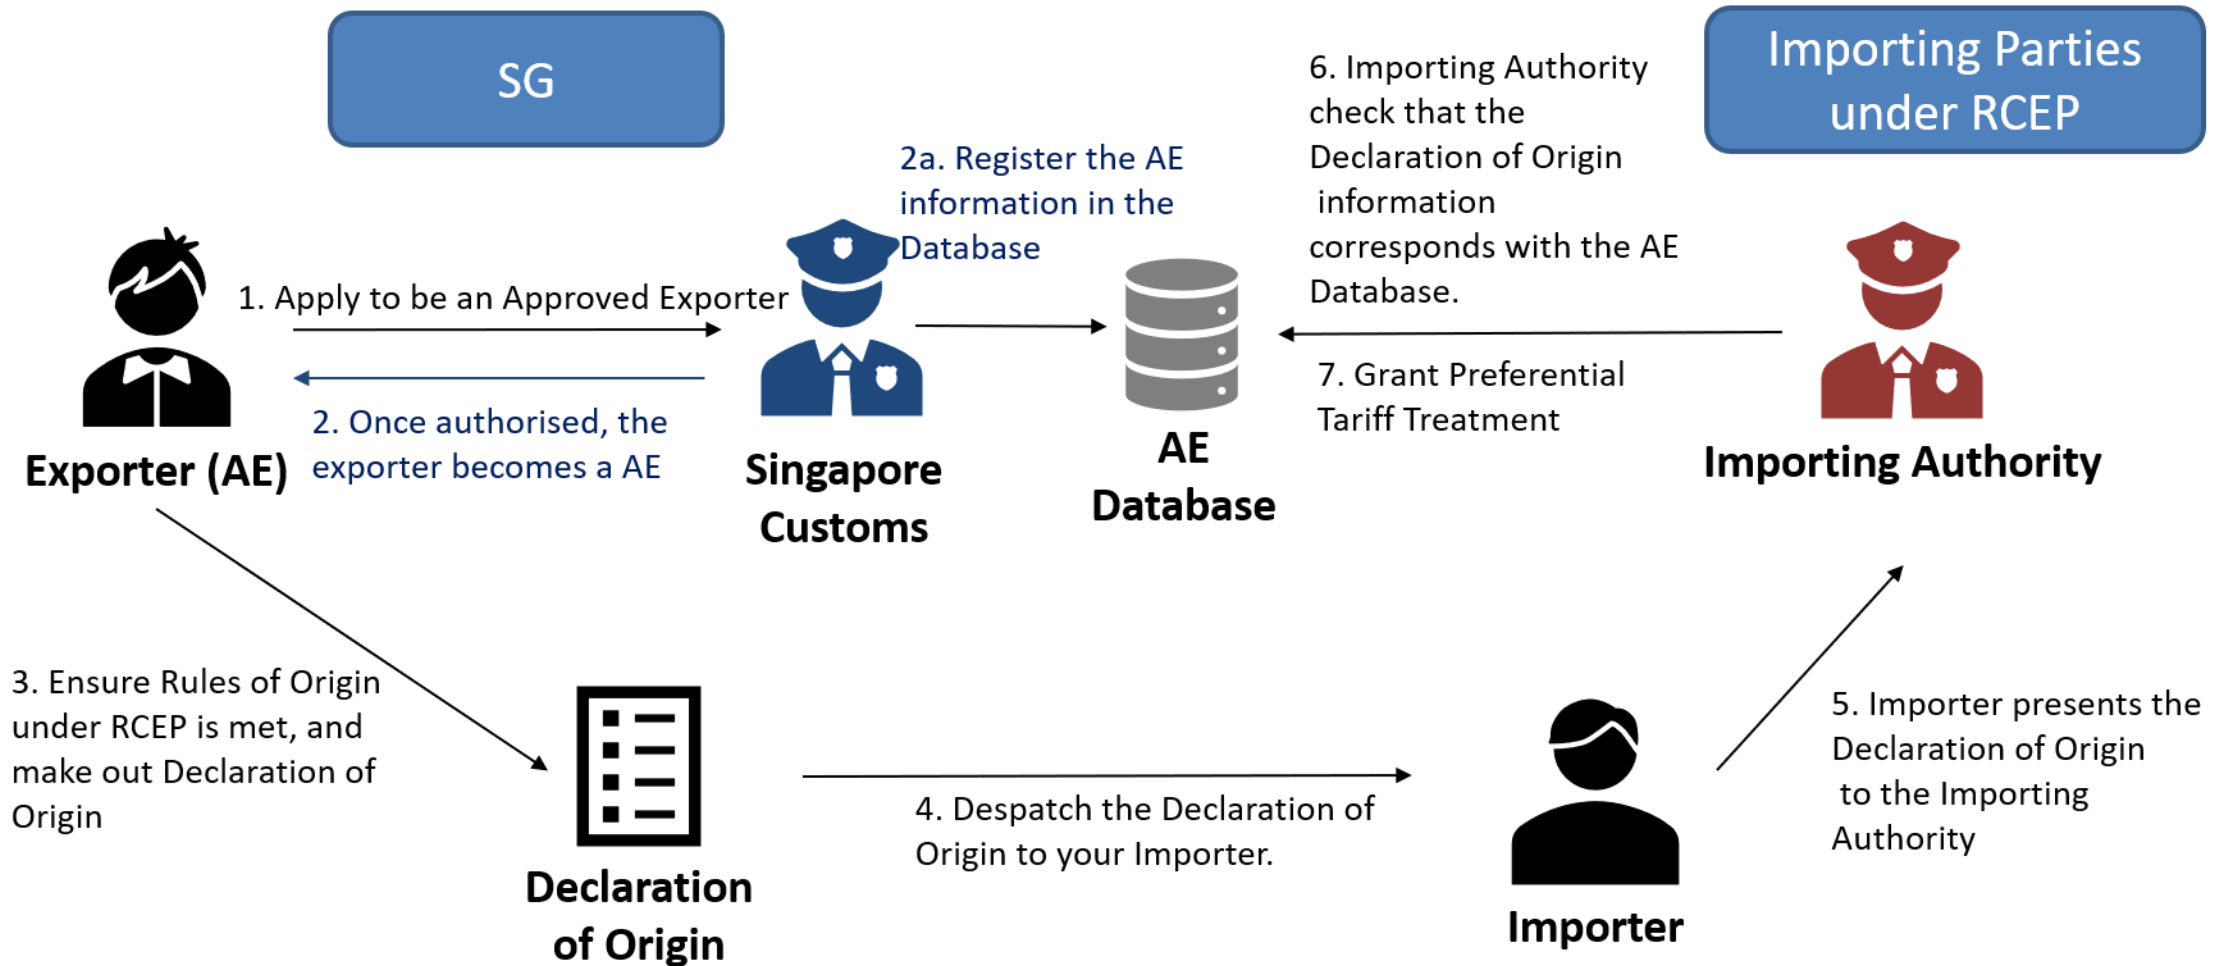 SG
Importing Parties
under RCEP
6. Importing Authority
check that the
Declaration of Origin
information
corresponds with the AE
Database.
2a. Register the AE
information in the
Database
1. Apply to be an Approved Exporter
2. Once authorised, the
exporter becomes a AE
7. Grant Preferential
Tariff Treatment
Exporter (AE)
Singapore
Customs
AE
Database
Importing Authority
3. Ensure Rules of Origin
under RCEP is met, and
make out Declaration of
Origin
4. Despatch the Declaration of
Origin to your Importer.
5. Importer presents the
Declaration of Origin
to the Importing
Authority
Declaration
of Origin
Importer